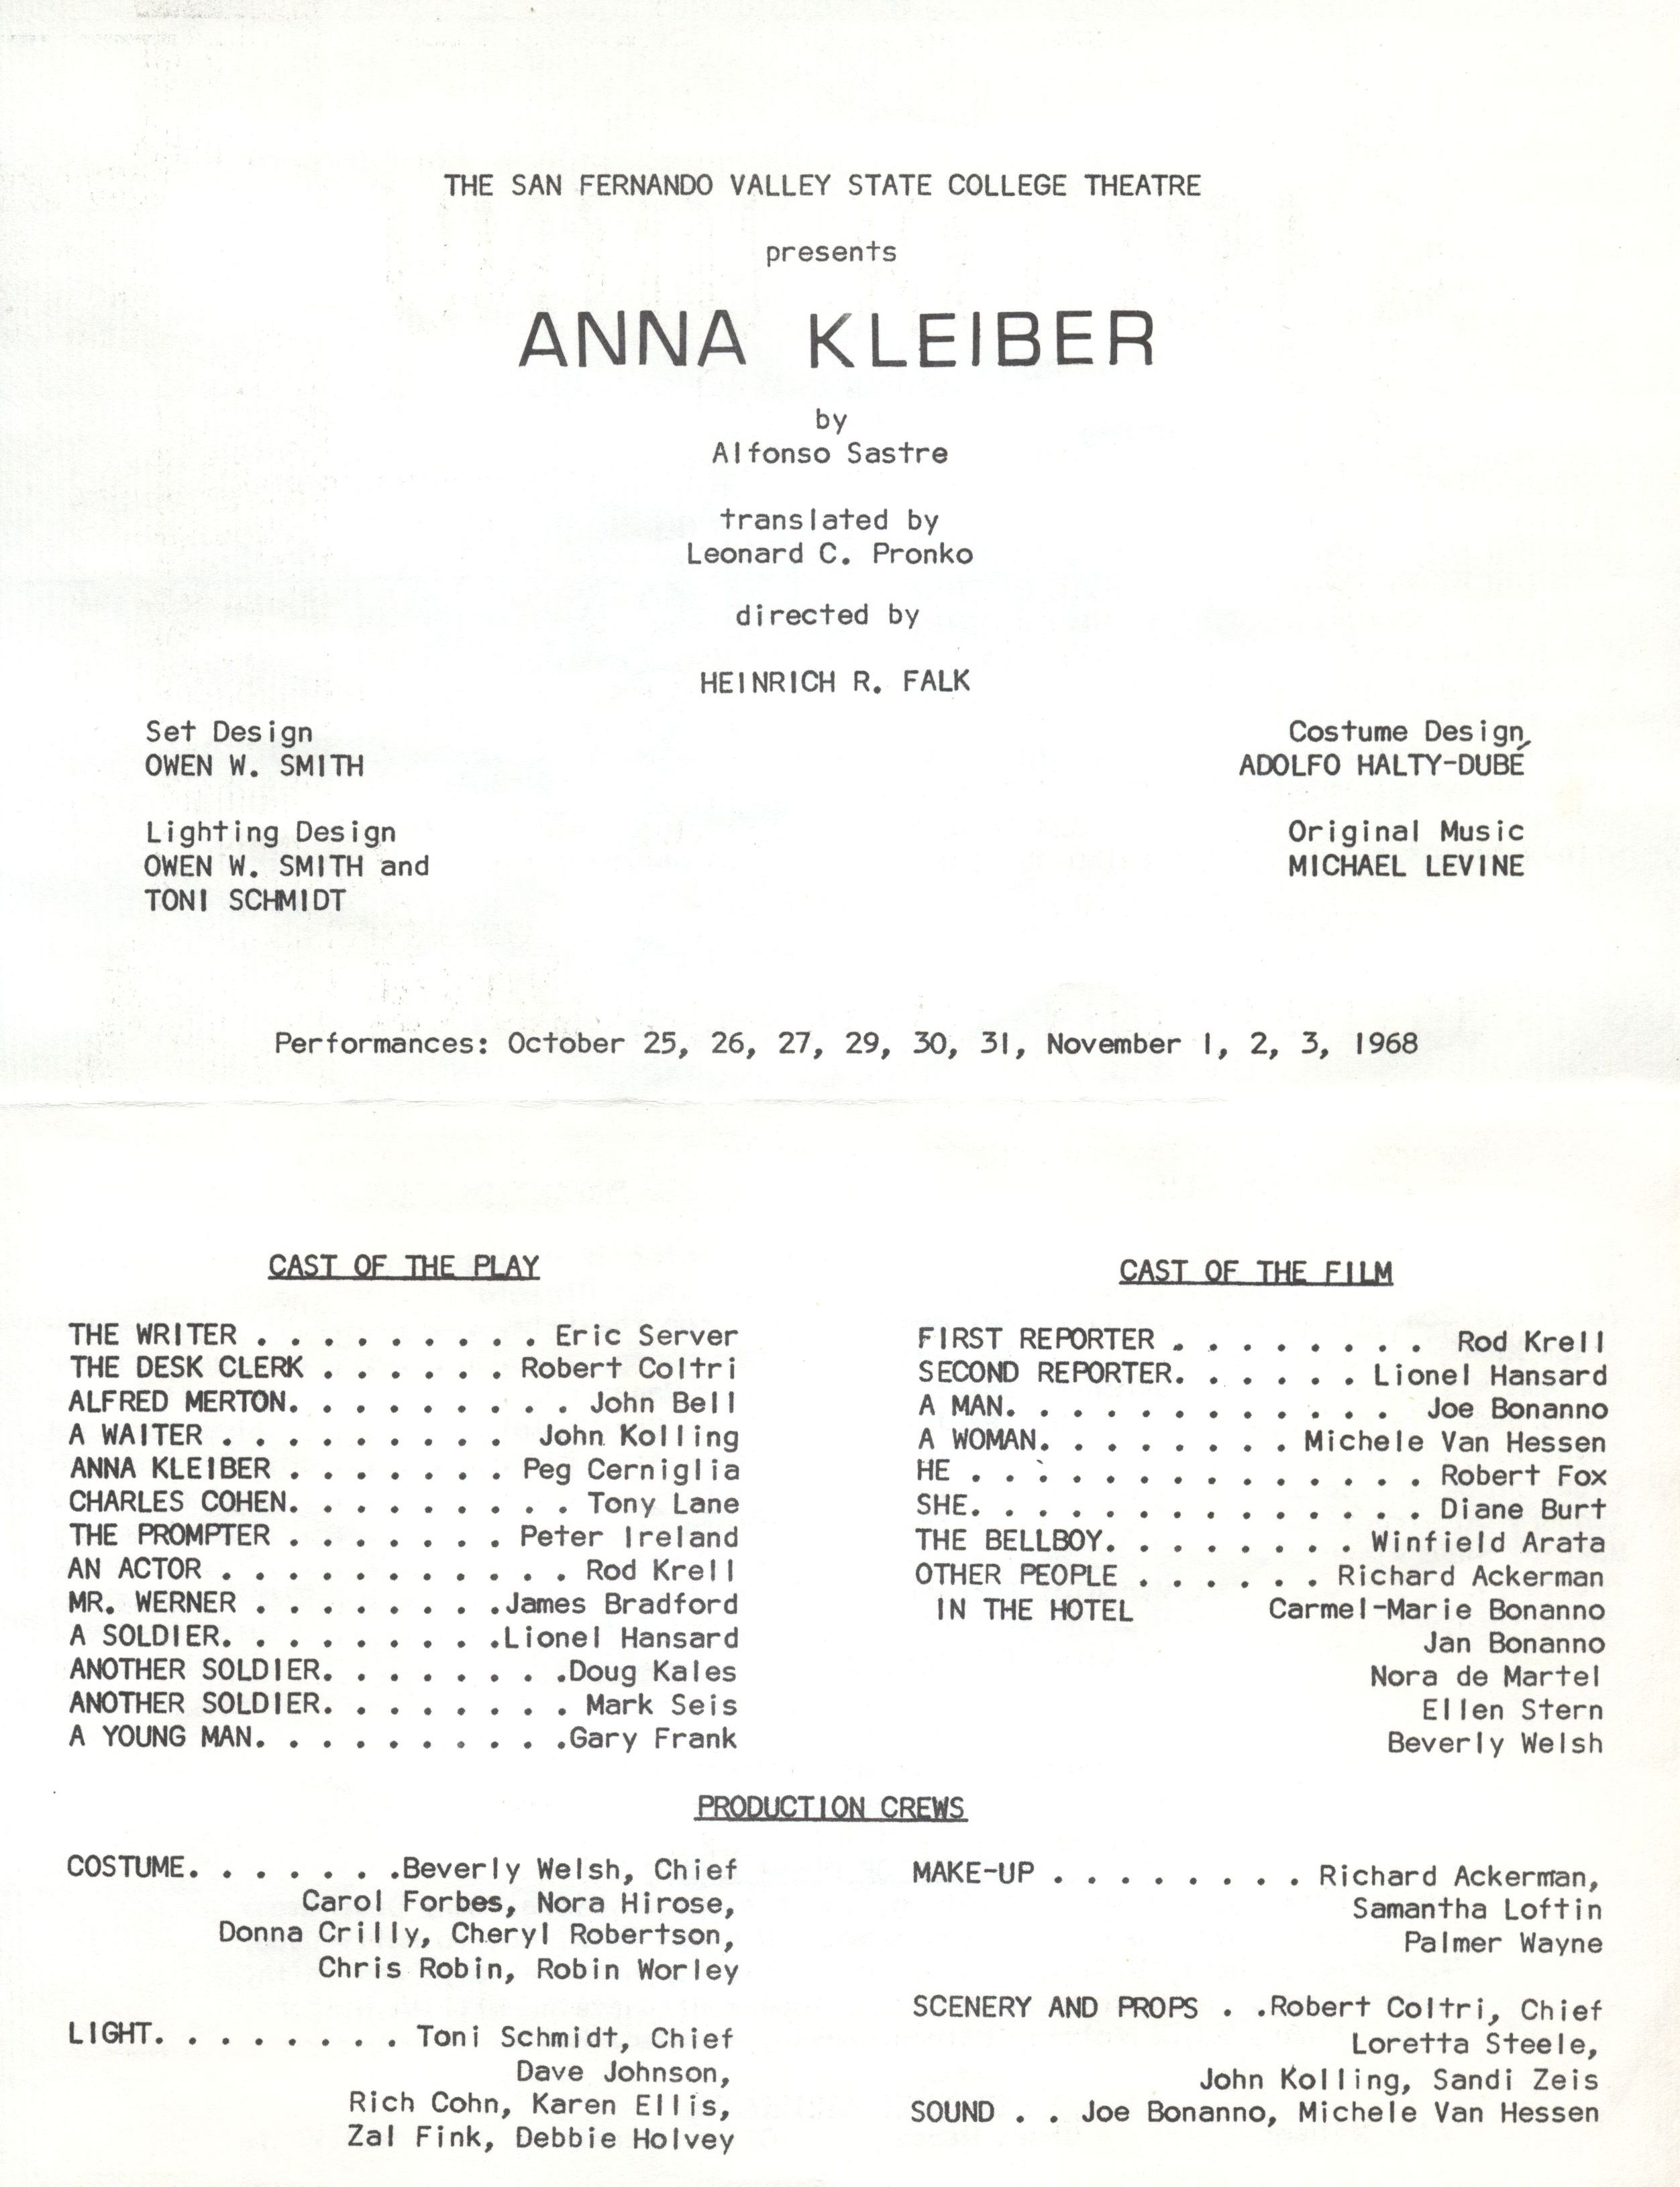 THE SAN FERNANDO VALLEY STATE COLLEGE THEATRE
presents
ANNA KLEIBER
by
Alfonso Sastre
translated by
Leonard C. Pronko
directed by
HEINRICH R. FALK
Set Design
OWEN W. SMITH
Lighting Design
OWEN W. SMITH and
TONI SCHMIDT
Costume Design
ADOLFO HALTY-DUBÉ
Original Music
MICHAEL LEVINE
Performances: October 25, 26, 27, 29, 30, 31, November 1, 2, 3, 1968
CAST OF THE PLAY
THE WRITER . . . . . . . . . Eric Server
THE DESK CLERK . . . . . . Robert Coltri
ALFRED MERTON. . . . . . . . . John Bell
A WAITER . . . . . . . . . John Kolling
ANNA KLEIBER . . . . . . . Peg Cerniglia
CHARLES COHEN. . . . . . . . . Tony Lane
THE PROMPTER . . . . . . . Peter Ireland
AN ACTOR . . . . . . . . . . . Rod Krell
MR. WERNER . . . . . . . .James Bradford
A SOLDIER. . . . . . . . .Lionel Hansard
ANOTHER SOLDIER. . . . . . . .Doug Kales
ANOTHER SOLDIER. . . . . . . . Mark Seis
A YOUNG MAN. . . . . . . . . .Gary Frank
CAST OF THE FILM
FIRST REPORTER . . . . . . . . Rod Krell
SECOND REPORTER. . . . . . Lionel Hansard
A MAN. . . . . . . . . . . . Joe Bonanno
A WOMAN. . . . . . . . Michele Van Hessen
HE . . . . . . . . . . . . . . Robert Fox
SHE. . . . . . . . . . . . . . Diane Burt
THE BELLBOY. . . . . . . . Winfield Arata
OTHER PEOPLE . . . . . . Richard Ackerman
IN THE HOTEL Carmel-Marie Bonanno
Jan Bonanno
Nora de Martel
Ellen Stern
Beverly Welsh
PRODUCTION CREWS
COSTUME. . . . . . .Beverly Welsh, Chief
Carol Forbes, Nora Hirose,
Donna Crilly, Cheryl Robertson,
Chris Robin, Robin Worley
LIGHT. . . . . . . . Toni Schmidt, Chief
Dave Johnson,
Rich Cohn, Karen Ellis,
Zal Fink, Debbie Holvey
MAKE-UP . . . . . . . . Richard Ackerman,
Samantha Loftin
Palmer Wayne
SCENERY AND PROPS . .Robert Coltri, Chief
Loretta Steele,
John Kolling, Sandi Zeis
SOUND . . Joe Bonanno, Michele Van Hessen